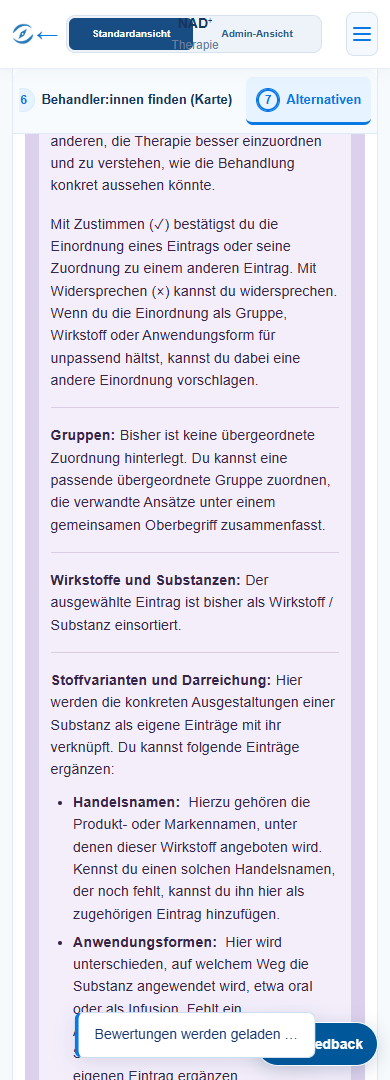 ←
Standardansicht
NAD+
Therapie
Admin-Ansicht
6 Behandler:innen finden (Karte)
7 Alternativen
anderen, die Therapie besser einzuordnen
und zu verstehen, wie die Behandlung
konkret aussehen könnte.
Mit Zustimmen (✓) bestätigst du die
Einordnung eines Eintrags oder seine
Zuordnung zu einem anderen Eintrag. Mit
Widersprechen (×) kannst du widersprechen.
Wenn du die Einordnung als Gruppe,
Wirkstoff oder Anwendungsform für
unpassend hältst, kannst du dabei eine
andere Einordnung vorschlagen.
Gruppen: Bisher ist keine übergeordnete
Zuordnung hinterlegt. Du kannst eine
passende übergeordnete Gruppe zuordnen,
die verwandte Ansätze unter einem
gemeinsamen Oberbegriff zusammenfasst.
Wirkstoffe und Substanzen: Der
ausgewählte Eintrag ist bisher als Wirkstoff /
Substanz einsortiert.
Stoffvarianten und Darreichung: Hier
werden die konkreten Ausgestaltungen einer
Substanz als eigene Einträge mit ihr
verknüpft. Du kannst folgende Einträge
ergänzen:
• Handelsnamen: Hierzu gehören die
Produkt- oder Markennamen, unter
denen dieser Wirkstoff angeboten wird.
Kennst du einen solchen Handelsnamen,
der noch fehlt, kannst du ihn hier als
zugehörigen Eintrag hinzufügen.
• Anwendungsformen: Hier wird
unterschieden, auf welchem Weg die
Substanz angewendet wird, etwa oral
oder als Infusion. Fehlt ein
Bewertungen werden geladen …
eedback
eigenen Eintrag ergänzen